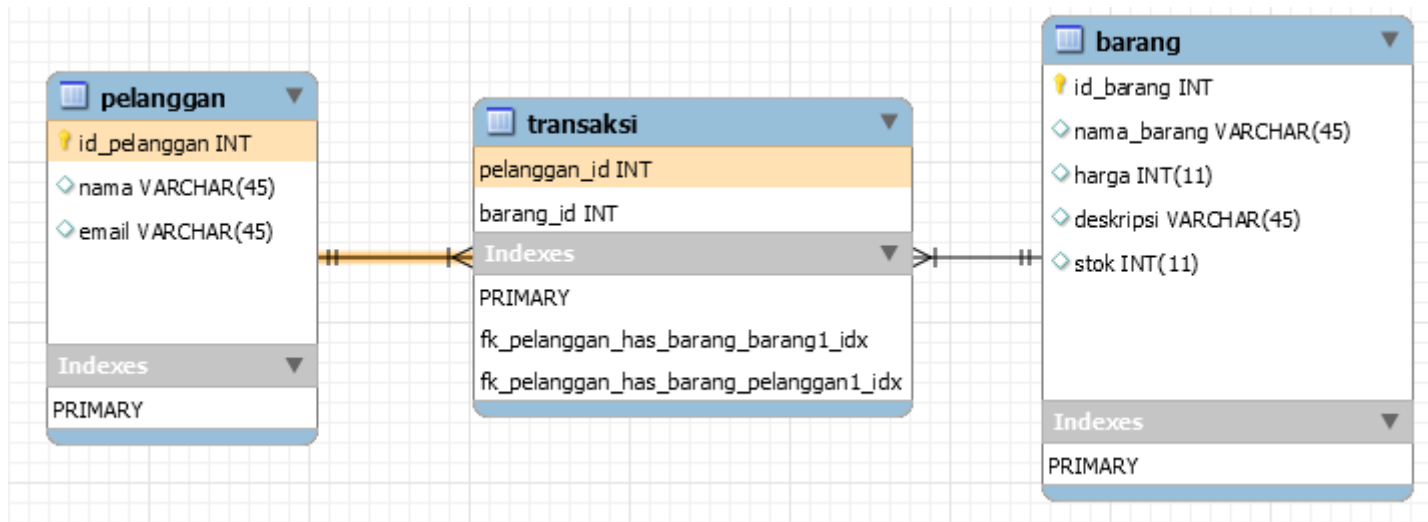 pelanggan
id_pelanggan INT
nama VARCHAR(45)
email VARCHAR(45)
Indexes
PRIMARY
transaksi
pelanggan_id INT
barang_id INT
Indexes
PRIMARY
fk_pelanggan_has_barang_barang1_idx
fk_pelanggan_has_barang_pelanggan1_idx
barang
id_barang INT
nama_barang VARCHAR(45)
harga INT(11)
deskripsi VARCHAR(45)
stok INT(11)
Indexes
PRIMARY